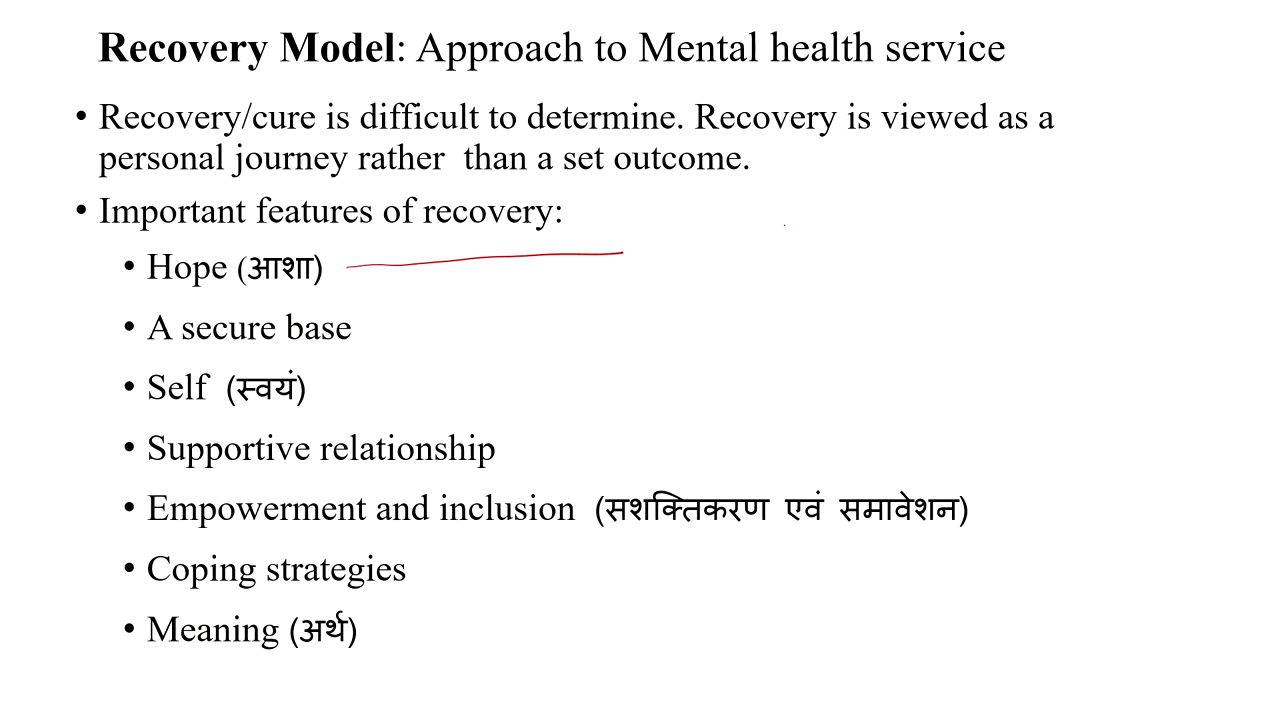 Recovery Model: Approach to Mental health service
• Recovery/cure is difficult to determine. Recovery is viewed as a
personal journey rather than a set outcome.
• Important features of recovery:
• Hope (आशा)
• A secure base
• Self (स्वयं)
• Supportive relationship
• Empowerment and inclusion (सशक्तिकरण एवं समावेशन)
• Coping strategies
• Meaning (अर्थ)